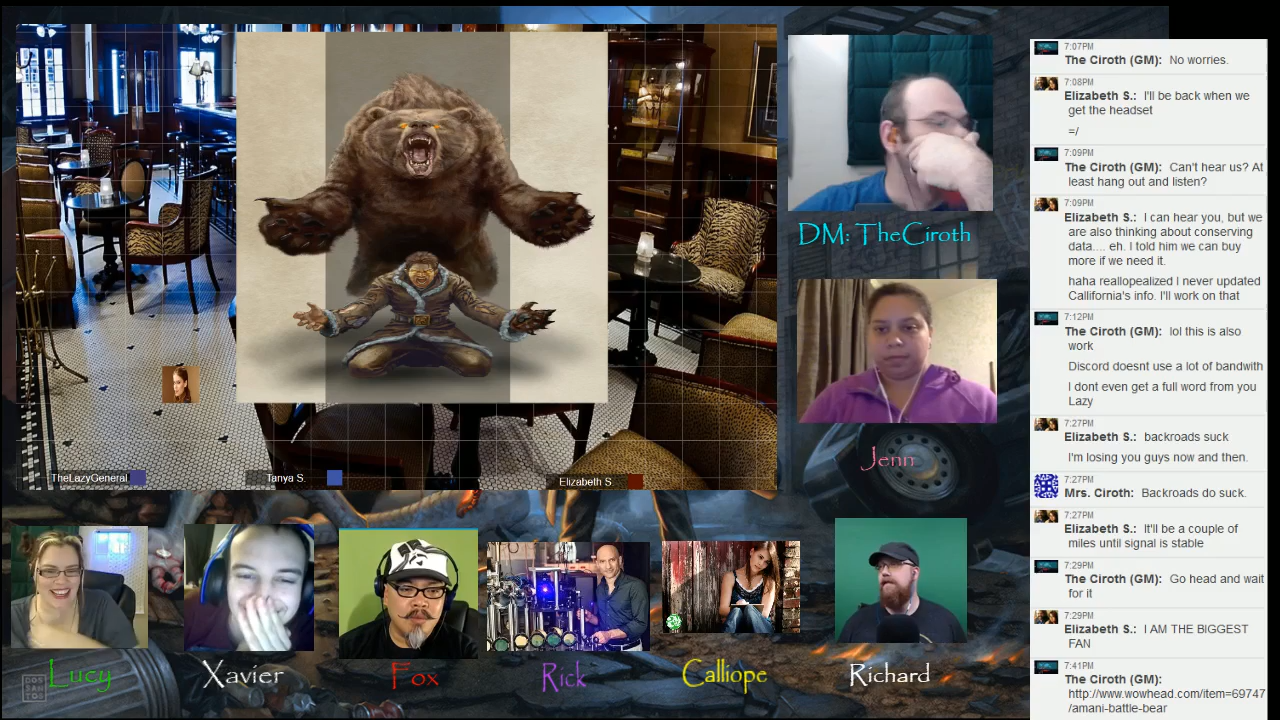 TheLazyGeneral
Tanya S.
Elizabeth S
DM: TheCiroth
Jenn
Lucy
Xavier
Fox
Rick
Calliope
Richard
DOS
SAN
TOS
7:07PM
The Ciroth (GM): No worries.
7:08PM
Elizabeth S.: I'll be back when we
get the headset
=/
7:09PM
The Ciroth (GM): Can't hear us? At
least hang out and listen?
7:09PM
Elizabeth S.: I can hear you, but we
are also thinking about conserving
data.... eh. I told him we can buy
more if we need it.
haha reallopealized I never updated
Callifornia's info. I'll work on that
7:12PM
The Ciroth (GM): lol this is also
work
Discord doesnt use a lot of bandwith
I dont even get a full word from you
Lazy
7:27PM
Elizabeth S.: backroads suck
I'm losing you guys now and then.
7:27PM
Mrs. Ciroth: Backroads do suck.
7:27PM
Elizabeth S.: It'll be a couple of
miles until signal is stable
7:29PM
The Ciroth (GM): Go head and wait
for it
7:29PM
Elizabeth S.: I AM THE BIGGEST
FAN
7:41PM
The Ciroth (GM):
http://www.wowhead.com/item=69747
/amani-battle-bear